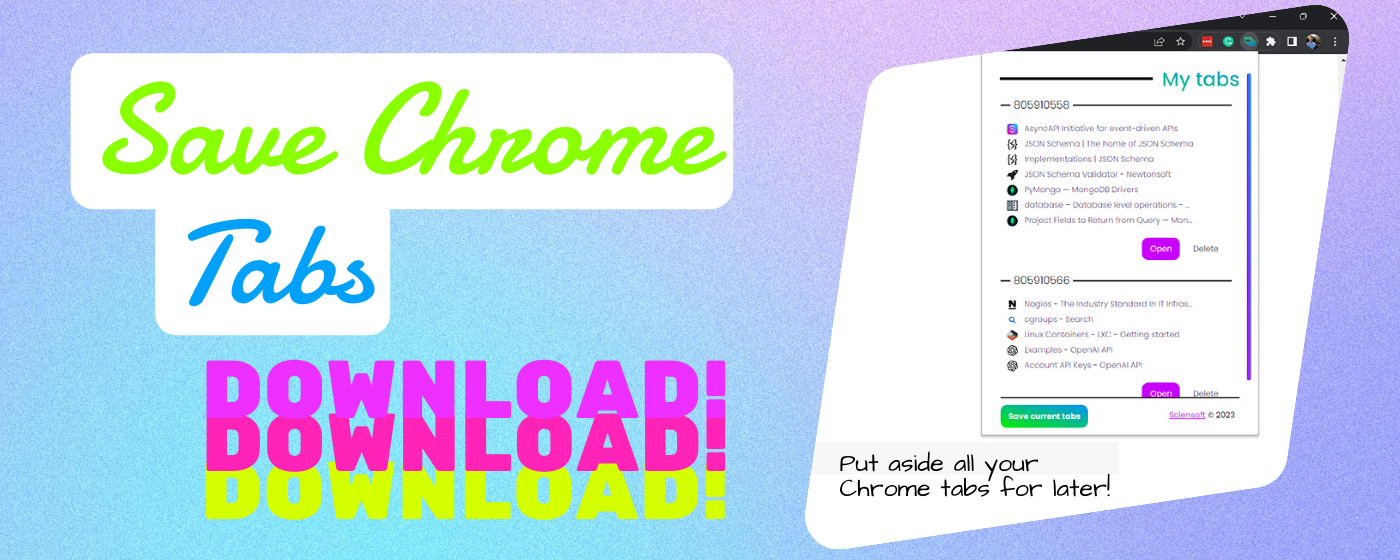 Save Chrome
Tabs
DOWNLOAD!
DOWNLOAD!
DOWNLOAD!
My tabs
805910558
AsyncAPI Initiative for event-driven APIs
JSON Schema | The home of JSON Schema
Implementations | JSON Schema
JSON Schema Validator - Newtonsoft
PyMongo — MongoDB Drivers
database - Database level operations - ...
Project Fields to Return from Query — Mon...
Open Delete
805910566
Nagios - The Industry Standard In IT Infras...
cgroups - Search
Linux Containers - LXC - Getting started
Examples - OpenAI API
Account API Keys - OpenAI API
Open Delete
Save current tabs
Sciensoft © 2023
Put aside all your
Chrome tabs for later!